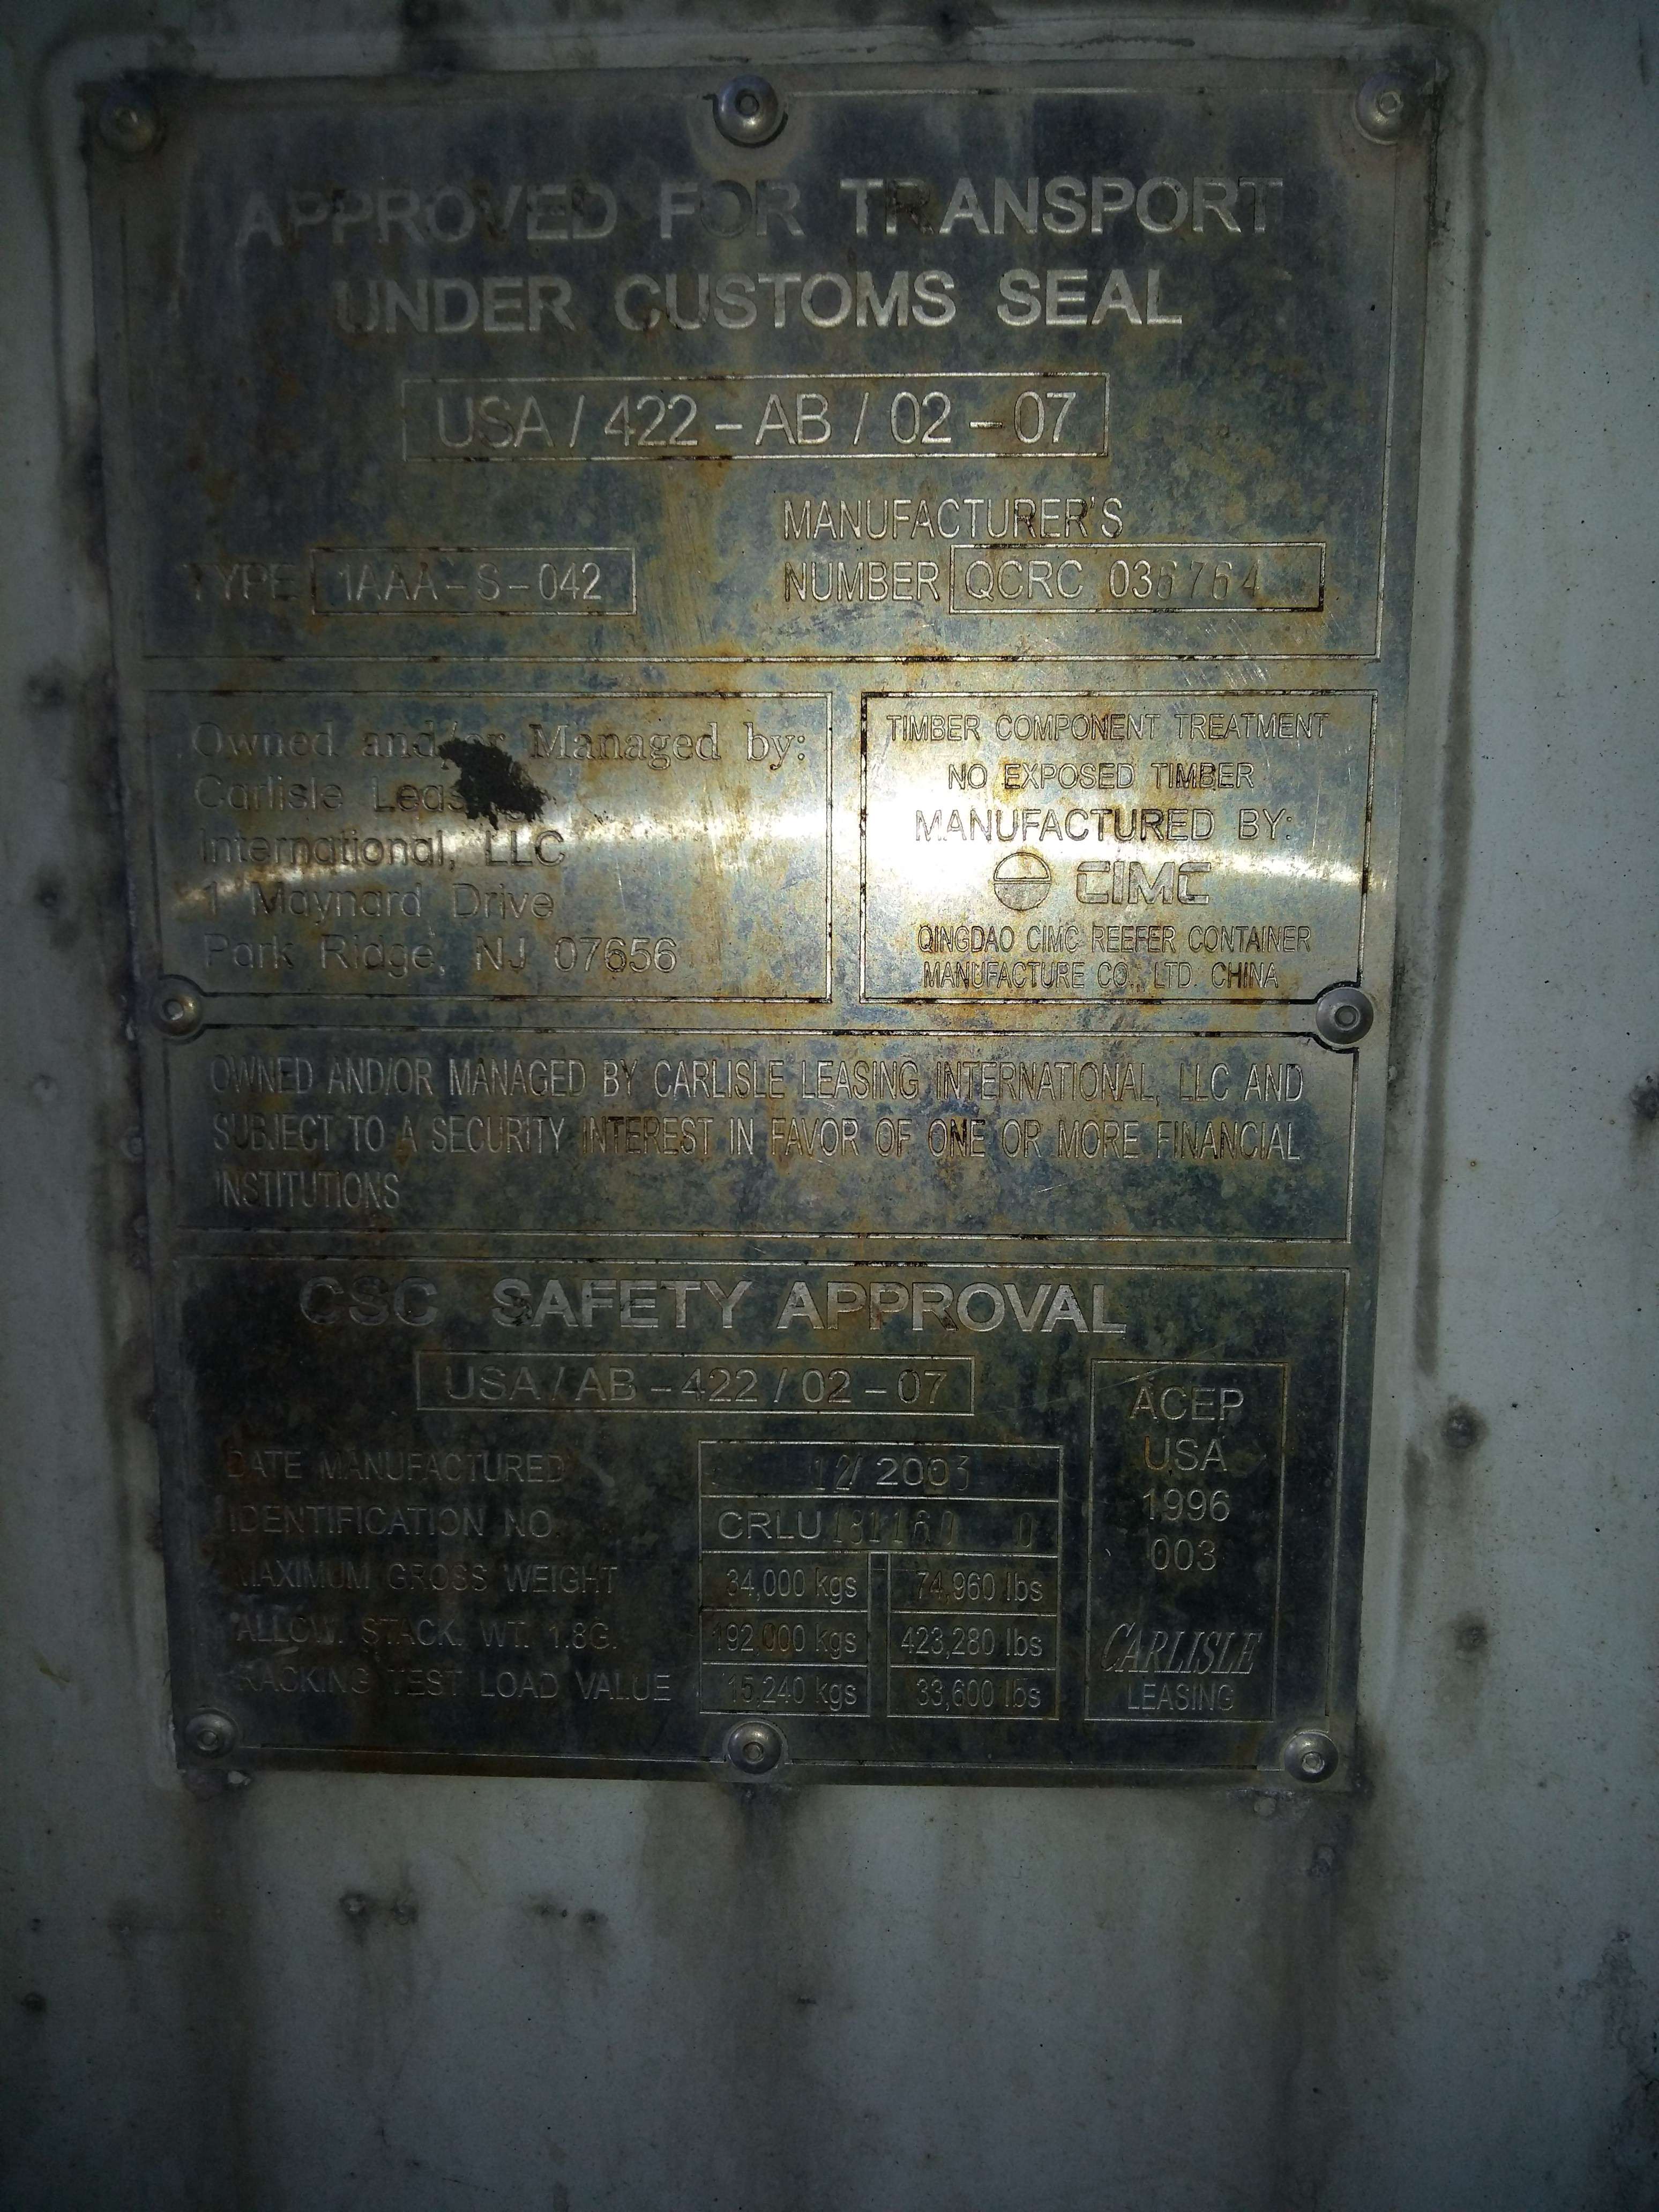 APPROVED FOR TRANSPORT
UNDER CUSTOMS SEAL
USA / 422 – AB / 02 – 07
MANUFACTURER'S
TYPE 1AAA – S – 042 NUMBER QCRC 036764
Owned and/or Managed by:
Carlisle Leasing
International, LLC
1 Maynard Drive
Park Ridge, NJ 07656
TIMBER COMPONENT TREATMENT
NO EXPOSED TIMBER
MANUFACTURED BY:
CIMC
QINGDAO CIMC REEFER CONTAINER
MANUFACTURE CO., LTD. CHINA
OWNED AND/OR MANAGED BY CARLISLE LEASING INTERNATIONAL, LLC AND
SUBJECT TO A SECURITY INTEREST IN FAVOR OF ONE OR MORE FINANCIAL
INSTITUTIONS
CSC SAFETY APPROVAL
USA / AB – 422 / 02 – 07
DATE MANUFACTURED 12/ 2003
IDENTIFICATION NO. CRLU
MAXIMUM GROSS WEIGHT 34,000 kgs 74,960 lbs
ALLOW. STACK. WT. 1.8G. 192,000 kgs 423,280 lbs
RACKING TEST LOAD VALUE 15,240 kgs 33,600 lbs
ACEP
USA
1996
003
CARLISLE
LEASING